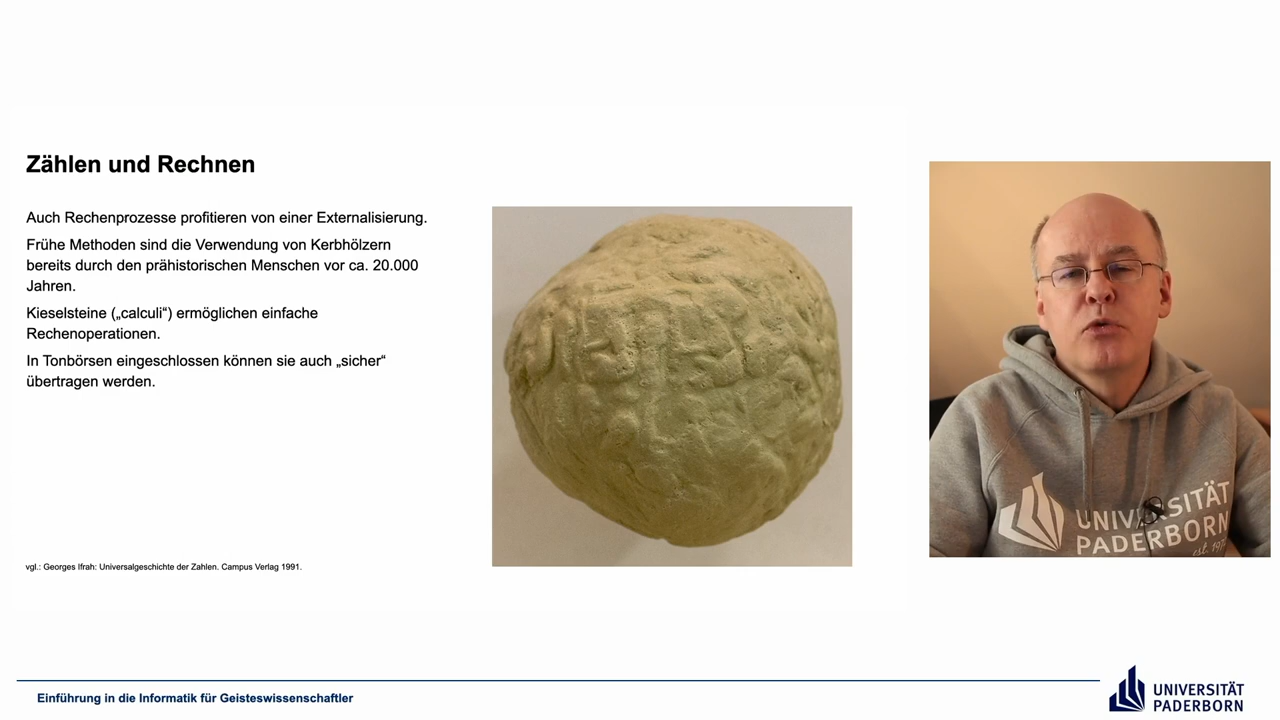 Zählen und Rechnen
Auch Rechenprozesse profitieren von einer Externalisierung.
Frühe Methoden sind die Verwendung von Kerbhölzern
bereits durch den prähistorischen Menschen vor ca. 20.000
Jahren.
Kieselsteine („calculi“) ermöglichen einfache
Rechenoperationen.
In Tonbörsen eingeschlossen können sie auch „sicher“
übertragen werden.
vgl.: Georges Ifrah: Universalgeschichte der Zahlen. Campus Verlag 1991.
UNIVERSITÄT
PADERBORN
Einführung in die Informatik für Geisteswissenschaftler
UNIVERSITÄT
PADERBORN